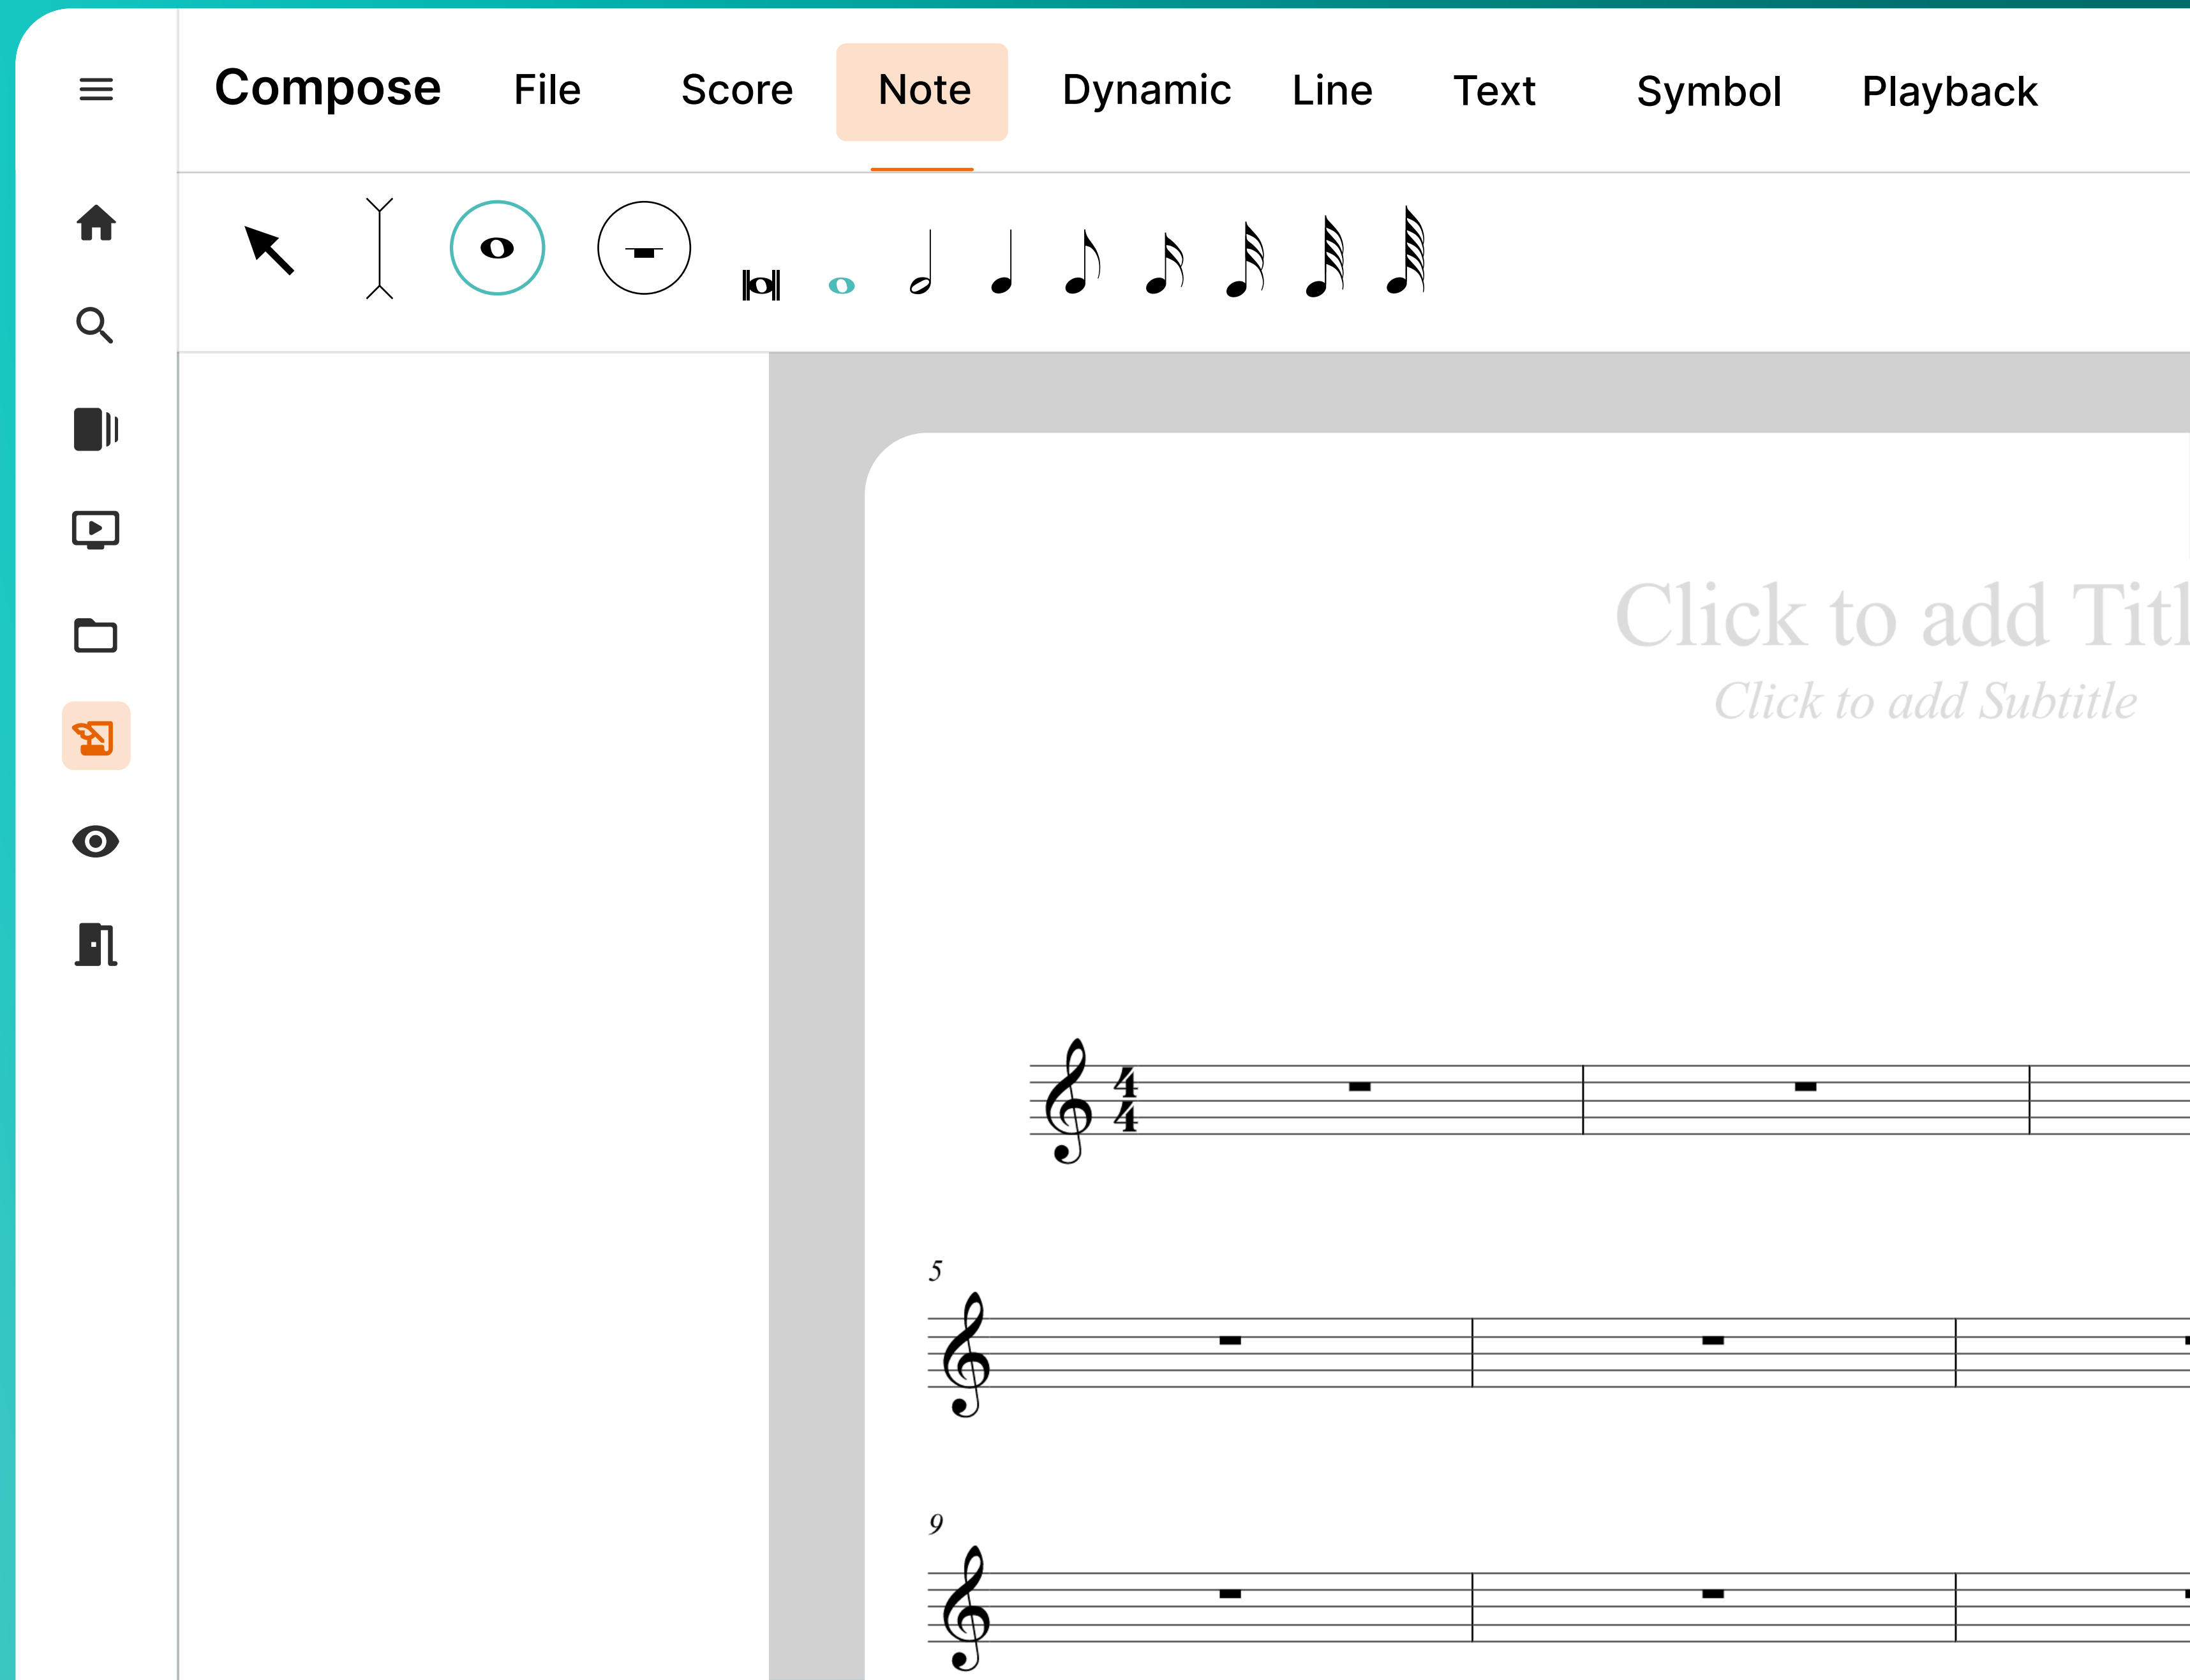 Compose File Score Note Dynamic Line Text Symbol Playback
Click to add Titl
Click to add Subtitle
4
4
5
9